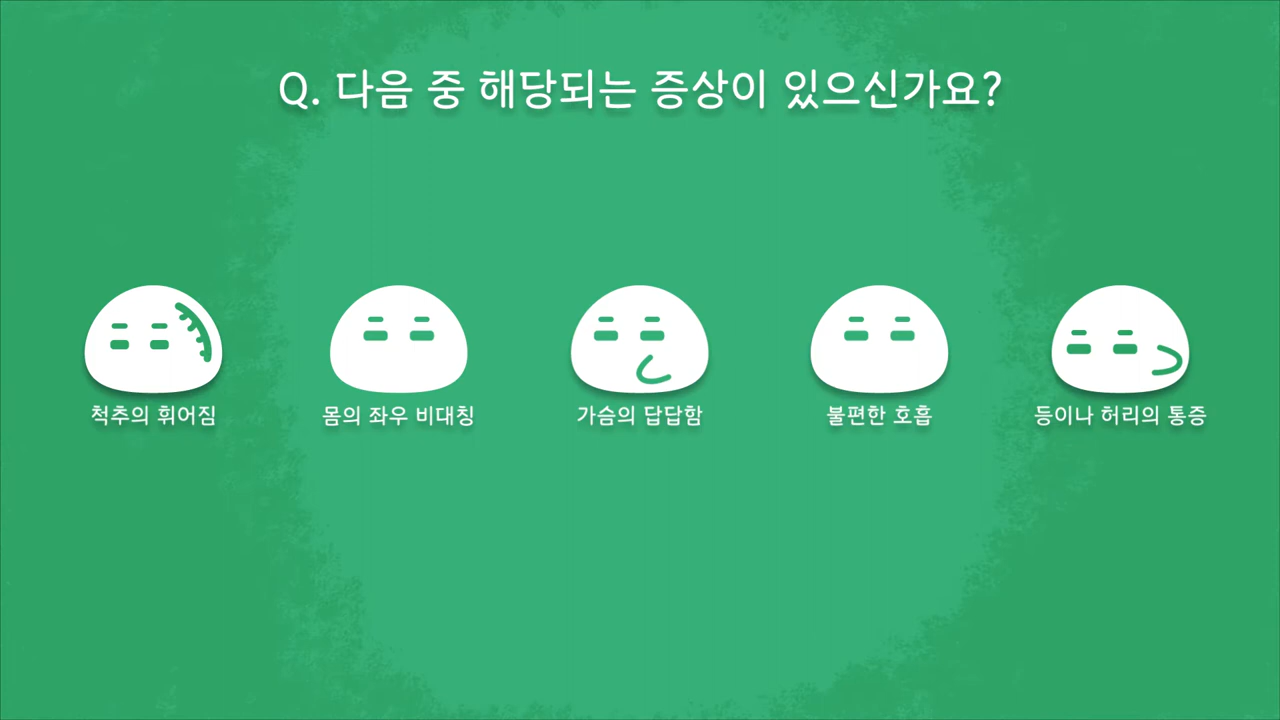 Q. 다음 중 해당되는 증상이 있으신가요?
척추의 휘어짐
몸의 좌우 비대칭
가슴의 답답함
불편한 호흡
등이나 허리의 통증